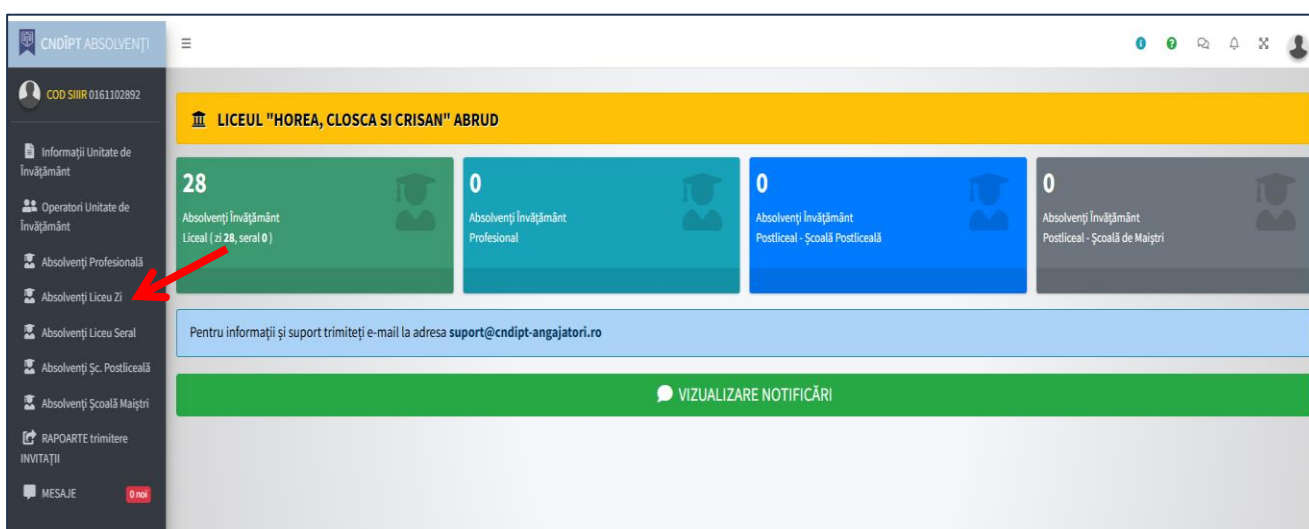 CNDÎPT ABSOLVENȚI
COD SIIIR 0161102892
Informații Unitate de
Învățământ
Operatori Unitate de
Învățământ
Absolvenți Profesională
Absolvenți Liceu Zi
Absolvenți Liceu Seral
Absolvenți Șc. Postliceală
Absolvenți Școală Maiștri
RAPOARTE trimitere
INVITAȚII
MESAJE
0 noi
LICEUL "HOREA, CLOSCA SI CRISAN" ABRUD
28
Absolvenți Învățământ
Liceal ( zi 28, seral 0 )
0
Absolvenți Învățământ
Profesional
0
Absolvenți Învățământ
Postliceal - Școală Postliceală
0
Absolvenți Învățământ
Postliceal - Școală de Maiștri
Pentru informații și suport trimiteți e-mail la adresa suport@cndipt-angajatori.ro
VIZUALIZARE NOTIFICĂRI